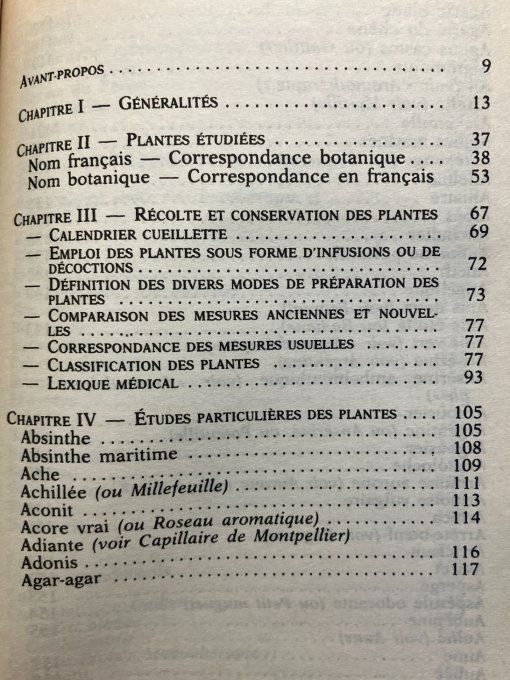 AVANT-PROPOS .......... 9
CHAPITRE I — GÉNÉRALITÉS .......... 13
CHAPITRE II — PLANTES ÉTUDIÉES .......... 37
Nom français — Correspondance botanique .... 38
Nom botanique — Correspondance en français 53
CHAPITRE III — RÉCOLTE ET CONSERVATION DES PLANTES 67
— CALENDRIER CUEILLETTE .......... 69
— EMPLOI DES PLANTES SOUS FORME D'INFUSIONS OU DE
DÉCOCTIONS .......... 72
— DÉFINITION DES DIVERS MODES DE PRÉPARATION DES
PLANTES .......... 73
— COMPARAISON DES MESURES ANCIENNES ET NOUVEL-
LES .......... 77
— CORRESPONDANCE DES MESURES USUELLES .......... 77
— CLASSIFICATION DES PLANTES .......... 77
— LEXIQUE MÉDICAL .......... 93
CHAPITRE IV — ÉTUDES PARTICULIÈRES DES PLANTES .... 105
Absinthe .......... 105
Absinthe maritime .......... 108
Ache .......... 109
Achillée (ou Millefeuille) .......... 111
Aconit .......... 113
Acore vrai (ou Roseau aromatique) .......... 114
Adiante (voir Capillaire de Montpellier)
Adonis .......... 116
Agar-agar .......... 117